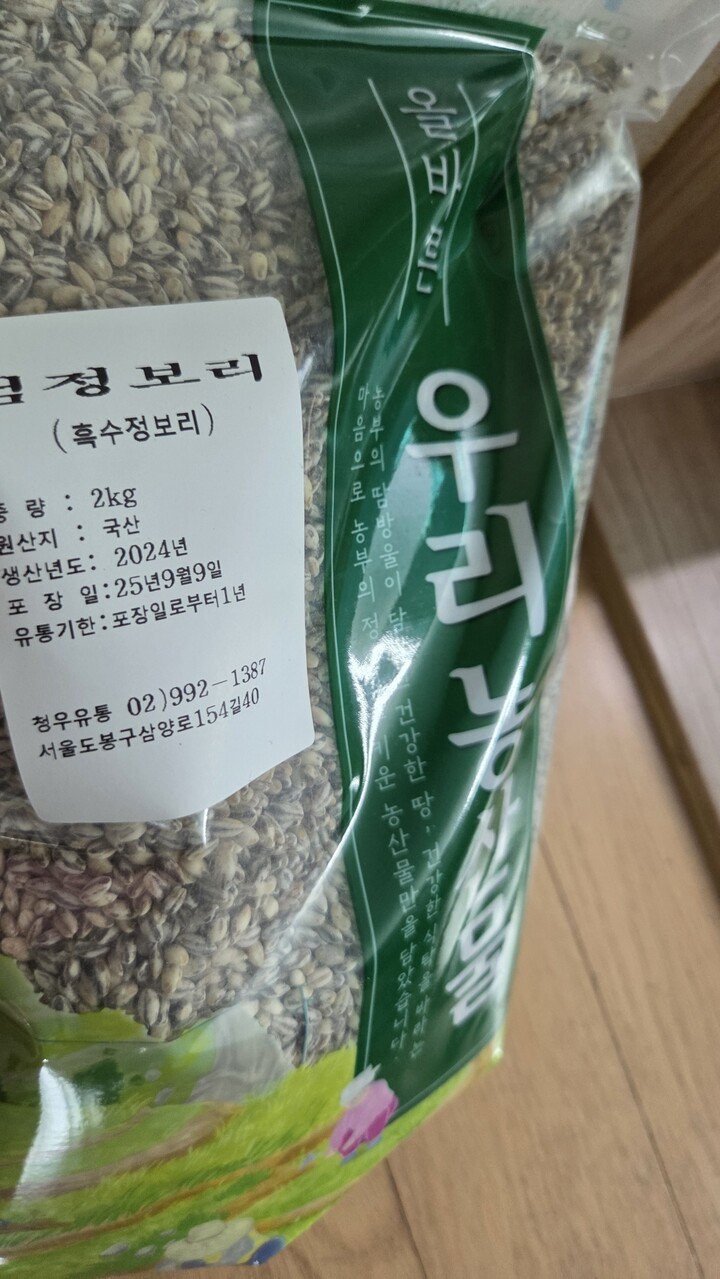 정보리
(흑수정보리)
중 량 : 2kg
원산지 : 국산
생산년도: 2024년
포 장 일:25년9월9일
유통기한:포장일로부터1년
청우유통 02)992-1387
서울도봉구삼양로154길40
올바른
우리농산물
농부의 땀방울이 담
마음으로 농부의 정
건강한 땅, 건강한
농산물만을 담았습니다.